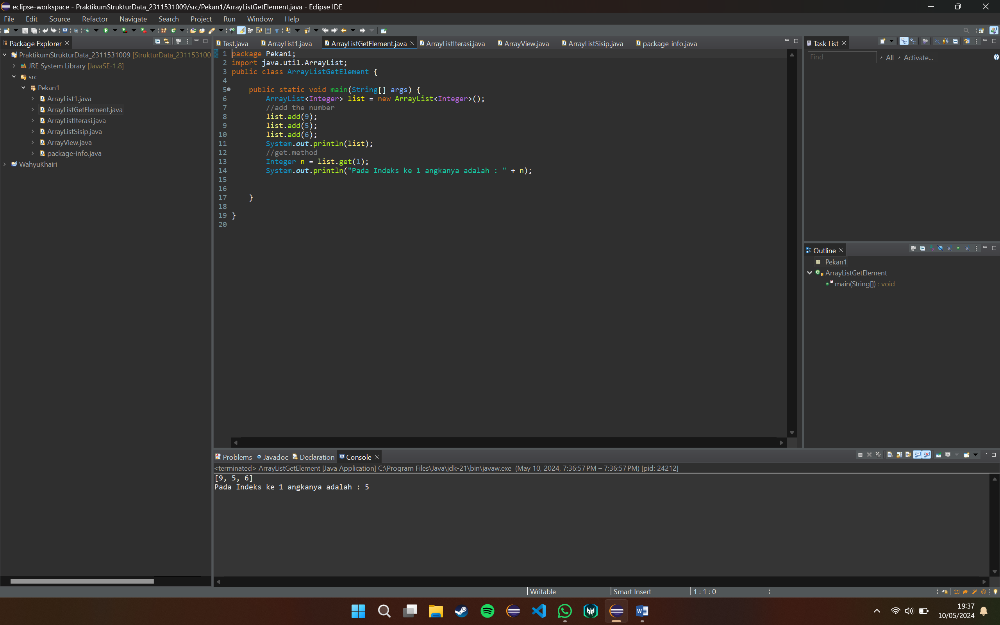 eclipse-workspace - PraktikumStrukturData_2311531009/src/Pekan1/ArrayListGetElement.java - Eclipse IDE
File Edit Source Refactor Navigate Search Project Run Window Help
Package Explorer
PraktikumStrukturData_2311531009 [StrukturData_231153100
JRE System Library [JavaSE-1.8]
src
Pekan1
ArrayList1.java
ArrayListGetElement.java
ArrayListIterasi.java
ArrayListSisip.java
ArrayView.java
package-info.java
WahyuKhairi
Test.java ArrayList1.java ArrayListGetElement.java ArrayListIterasi.java ArrayView.java ArrayListSisip.java package-info.java
1 package Pekan1;
2 import java.util.ArrayList;
3 public class ArrayListGetElement {
4
5 public static void main(String[] args) {
6 ArrayList<Integer> list = new ArrayList<Integer>();
7 //add the number
8 list.add(9);
9 list.add(5);
10 list.add(6);
11 System.out.println(list);
12 //get.method
13 Integer n = list.get(1);
14 System.out.println("Pada Indeks ke 1 angkanya adalah : " + n);
15
16
17 }
18
19 }
20
Task List
Find All Activate...
Outline
Pekan1
ArrayListGetElement
main(String[]) : void
Problems Javadoc Declaration Console
<terminated> ArrayListGetElement [Java Application] C:\Program Files\Java\jdk-21\bin\javaw.exe (May 10, 2024, 7:36:57 PM – 7:36:57 PM) [pid: 24212]
[9, 5, 6]
Pada Indeks ke 1 angkanya adalah : 5
Writable Smart Insert 1 : 1 : 0
19:37
10/05/2024